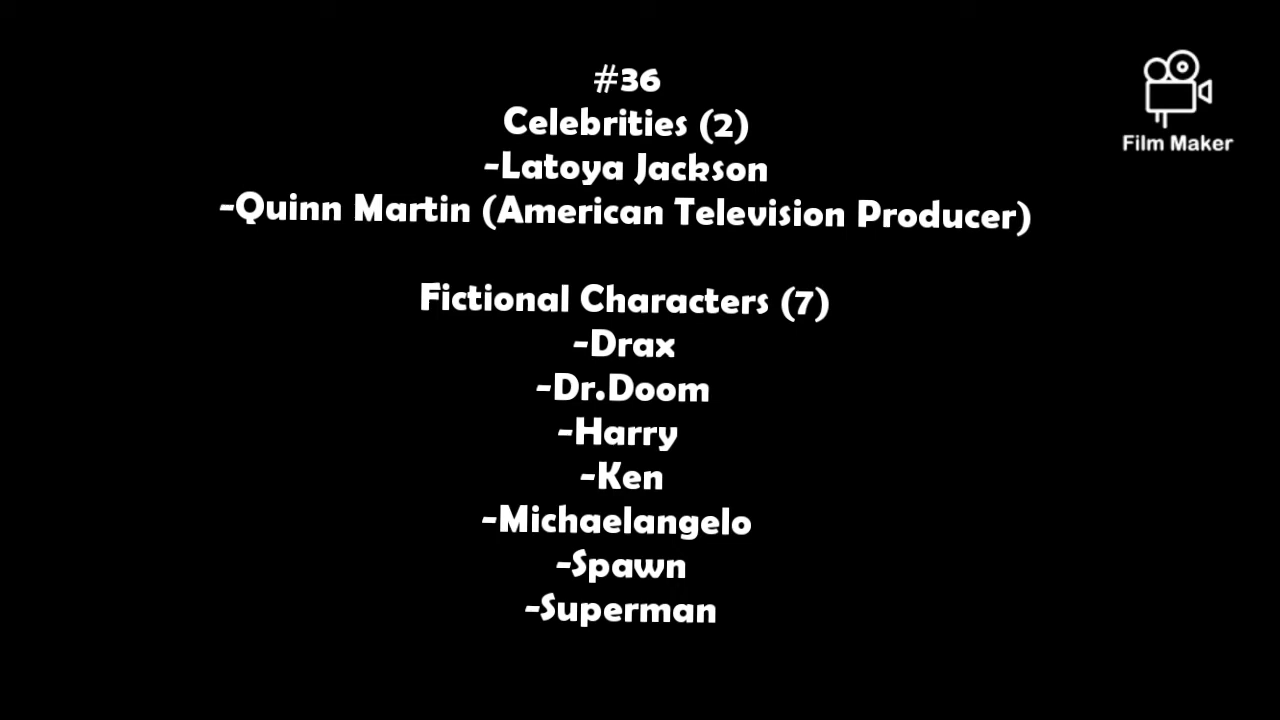 #36
Celebrities (2)
-Latoya Jackson
-Quinn Martin (American Television Producer)
Fictional Characters (7)
-Drax
-Dr.Doom
-Harry
-Ken
-Michaelangelo
-Spawn
-Superman
Film Maker